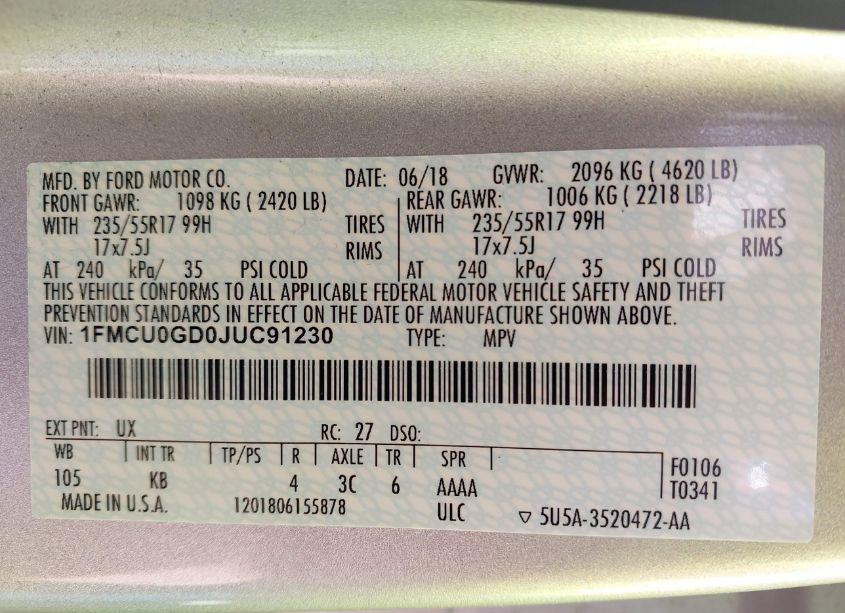 MFD. BY FORD MOTOR CO. DATE: 06/18 GVWR: 2096 KG ( 4620 LB)
FRONT GAWR: 1098 KG ( 2420 LB) REAR GAWR: 1006 KG ( 2218 LB)
WITH 235/55R17 99H TIRES WITH 235/55R17 99H TIRES
17x7.5J RIMS 17x7.5J RIMS
AT 240 kPa/ 35 PSI COLD AT 240 kPa/ 35 PSI COLD
THIS VEHICLE CONFORMS TO ALL APPLICABLE FEDERAL MOTOR VEHICLE SAFETY AND THEFT
PREVENTION STANDARDS IN EFFECT ON THE DATE OF MANUFACTURE SHOWN ABOVE.
VIN: 1FMCU0GD0JUC91230 TYPE: MPV
EXT PNT: UX RC: 27 DSO:
WB INT TR TP/PS R AXLE TR SPR F0106
105 KB 4 3C 6 AAAA T0341
MADE IN U.S.A. 1201806155878 ULC ▽ 5U5A-3520472-AA